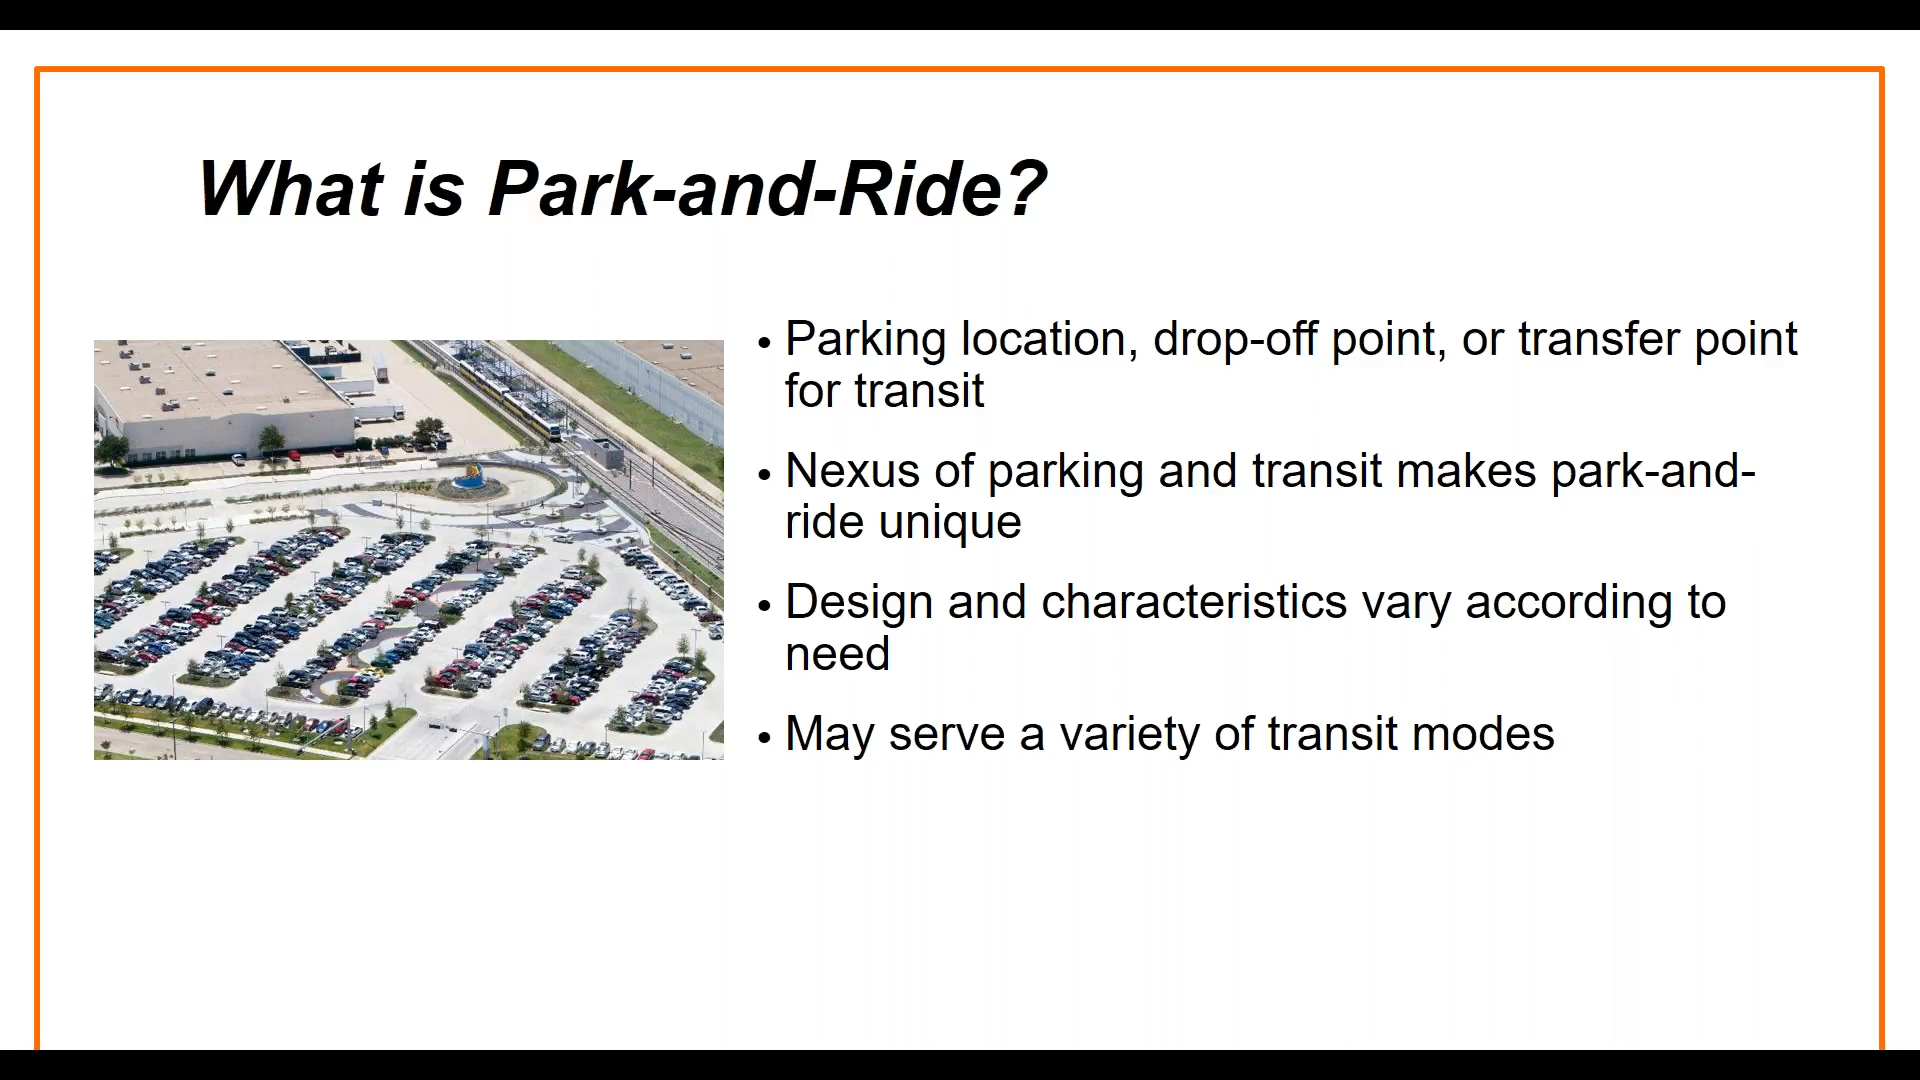 What is Park-and-Ride?
• Parking location, drop-off point, or transfer point
for transit
• Nexus of parking and transit makes park-and-
ride unique
• Design and characteristics vary according to
need
• May serve a variety of transit modes